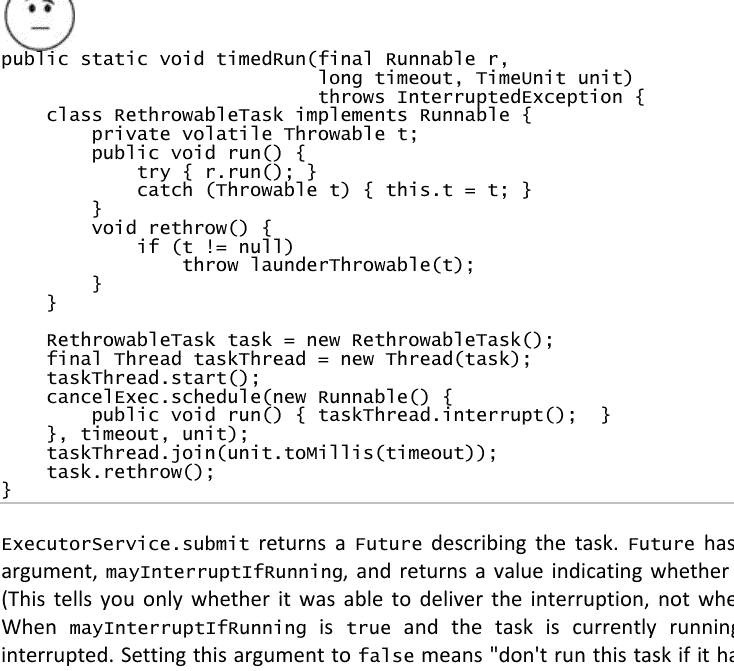 public static void timedRun(final Runnable r,
                            long timeout, TimeUnit unit)
                            throws InterruptedException {
    class RethrowableTask implements Runnable {
        private volatile Throwable t;
        public void run() {
            try { r.run(); }
            catch (Throwable t) { this.t = t; }
        }
        void rethrow() {
            if (t != null)
                throw launderThrowable(t);
        }
    }

    RethrowableTask task = new RethrowableTask();
    final Thread taskThread = new Thread(task);
    taskThread.start();
    cancelExec.schedule(new Runnable() {
        public void run() { taskThread.interrupt();  }
    }, timeout, unit);
    taskThread.join(unit.toMillis(timeout));
    task.rethrow();
}
ExecutorService.submit returns a Future describing the task. Future has
argument, mayInterruptIfRunning, and returns a value indicating whether
(This tells you only whether it was able to deliver the interruption, not whe
When mayInterruptIfRunning is true and the task is currently running
interrupted. Setting this argument to false means "don't run this task if it ha